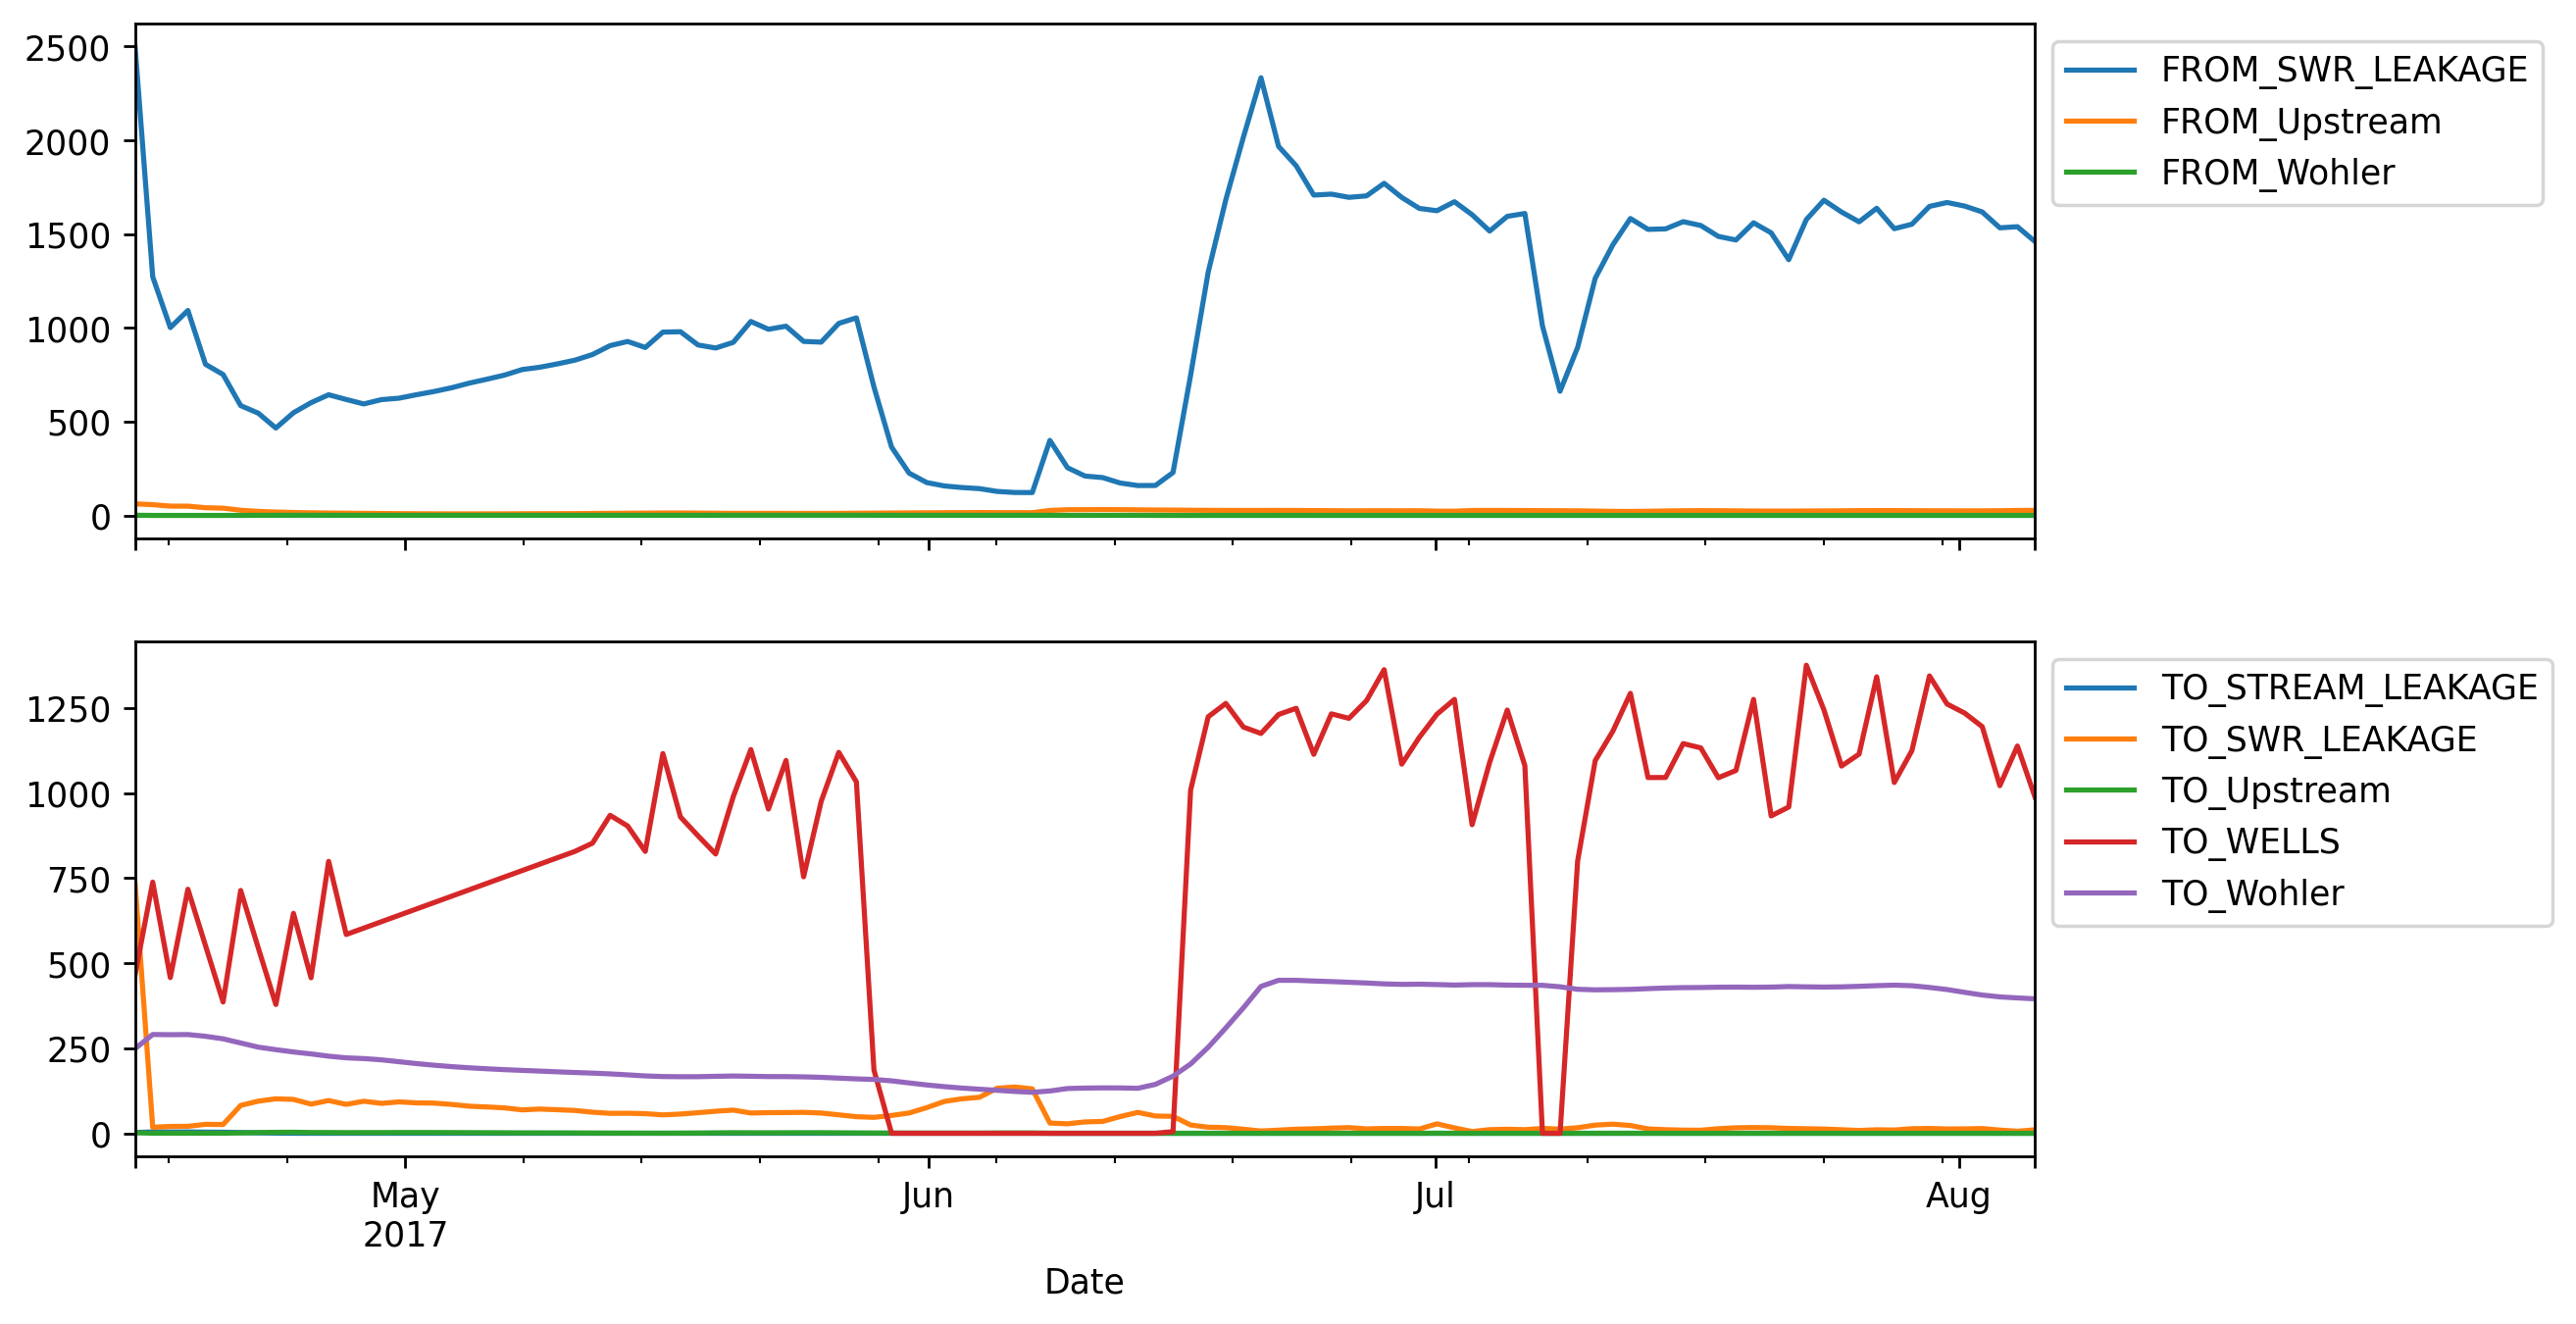 2500
2000
1500
1000
500
0
FROM_SWR_LEAKAGE
FROM_Upstream
FROM_Wohler
1250
1000
750
500
250
0
TO_STREAM_LEAKAGE
TO_SWR_LEAKAGE
TO_Upstream
TO_WELLS
TO_Wohler
May Jun Jul Aug
2017
Date